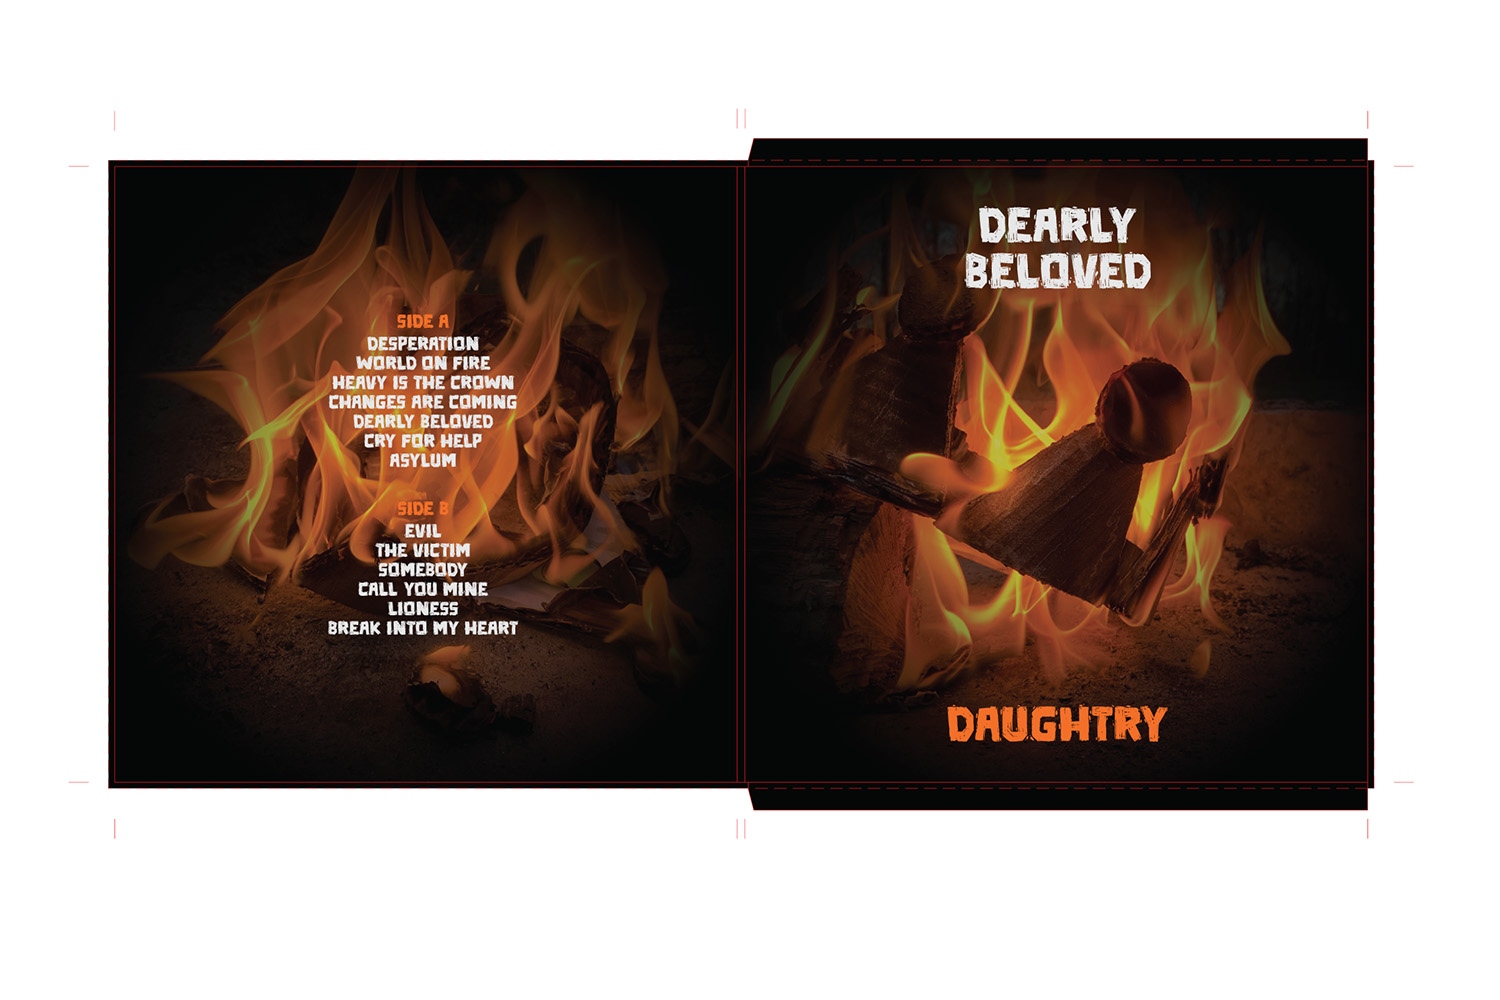 SIDE A
DESPERATION
WORLD ON FIRE
HEAVY IS THE CROWN
CHANGES ARE COMING
DEARLY BELOVED
CRY FOR HELP
ASYLUM
SIDE B
EVIL
THE VICTIM
SOMEBODY
CALL YOU MINE
LIONESS
BREAK INTO MY HEART
DEARLY
BELOVED
DAUGHTRY